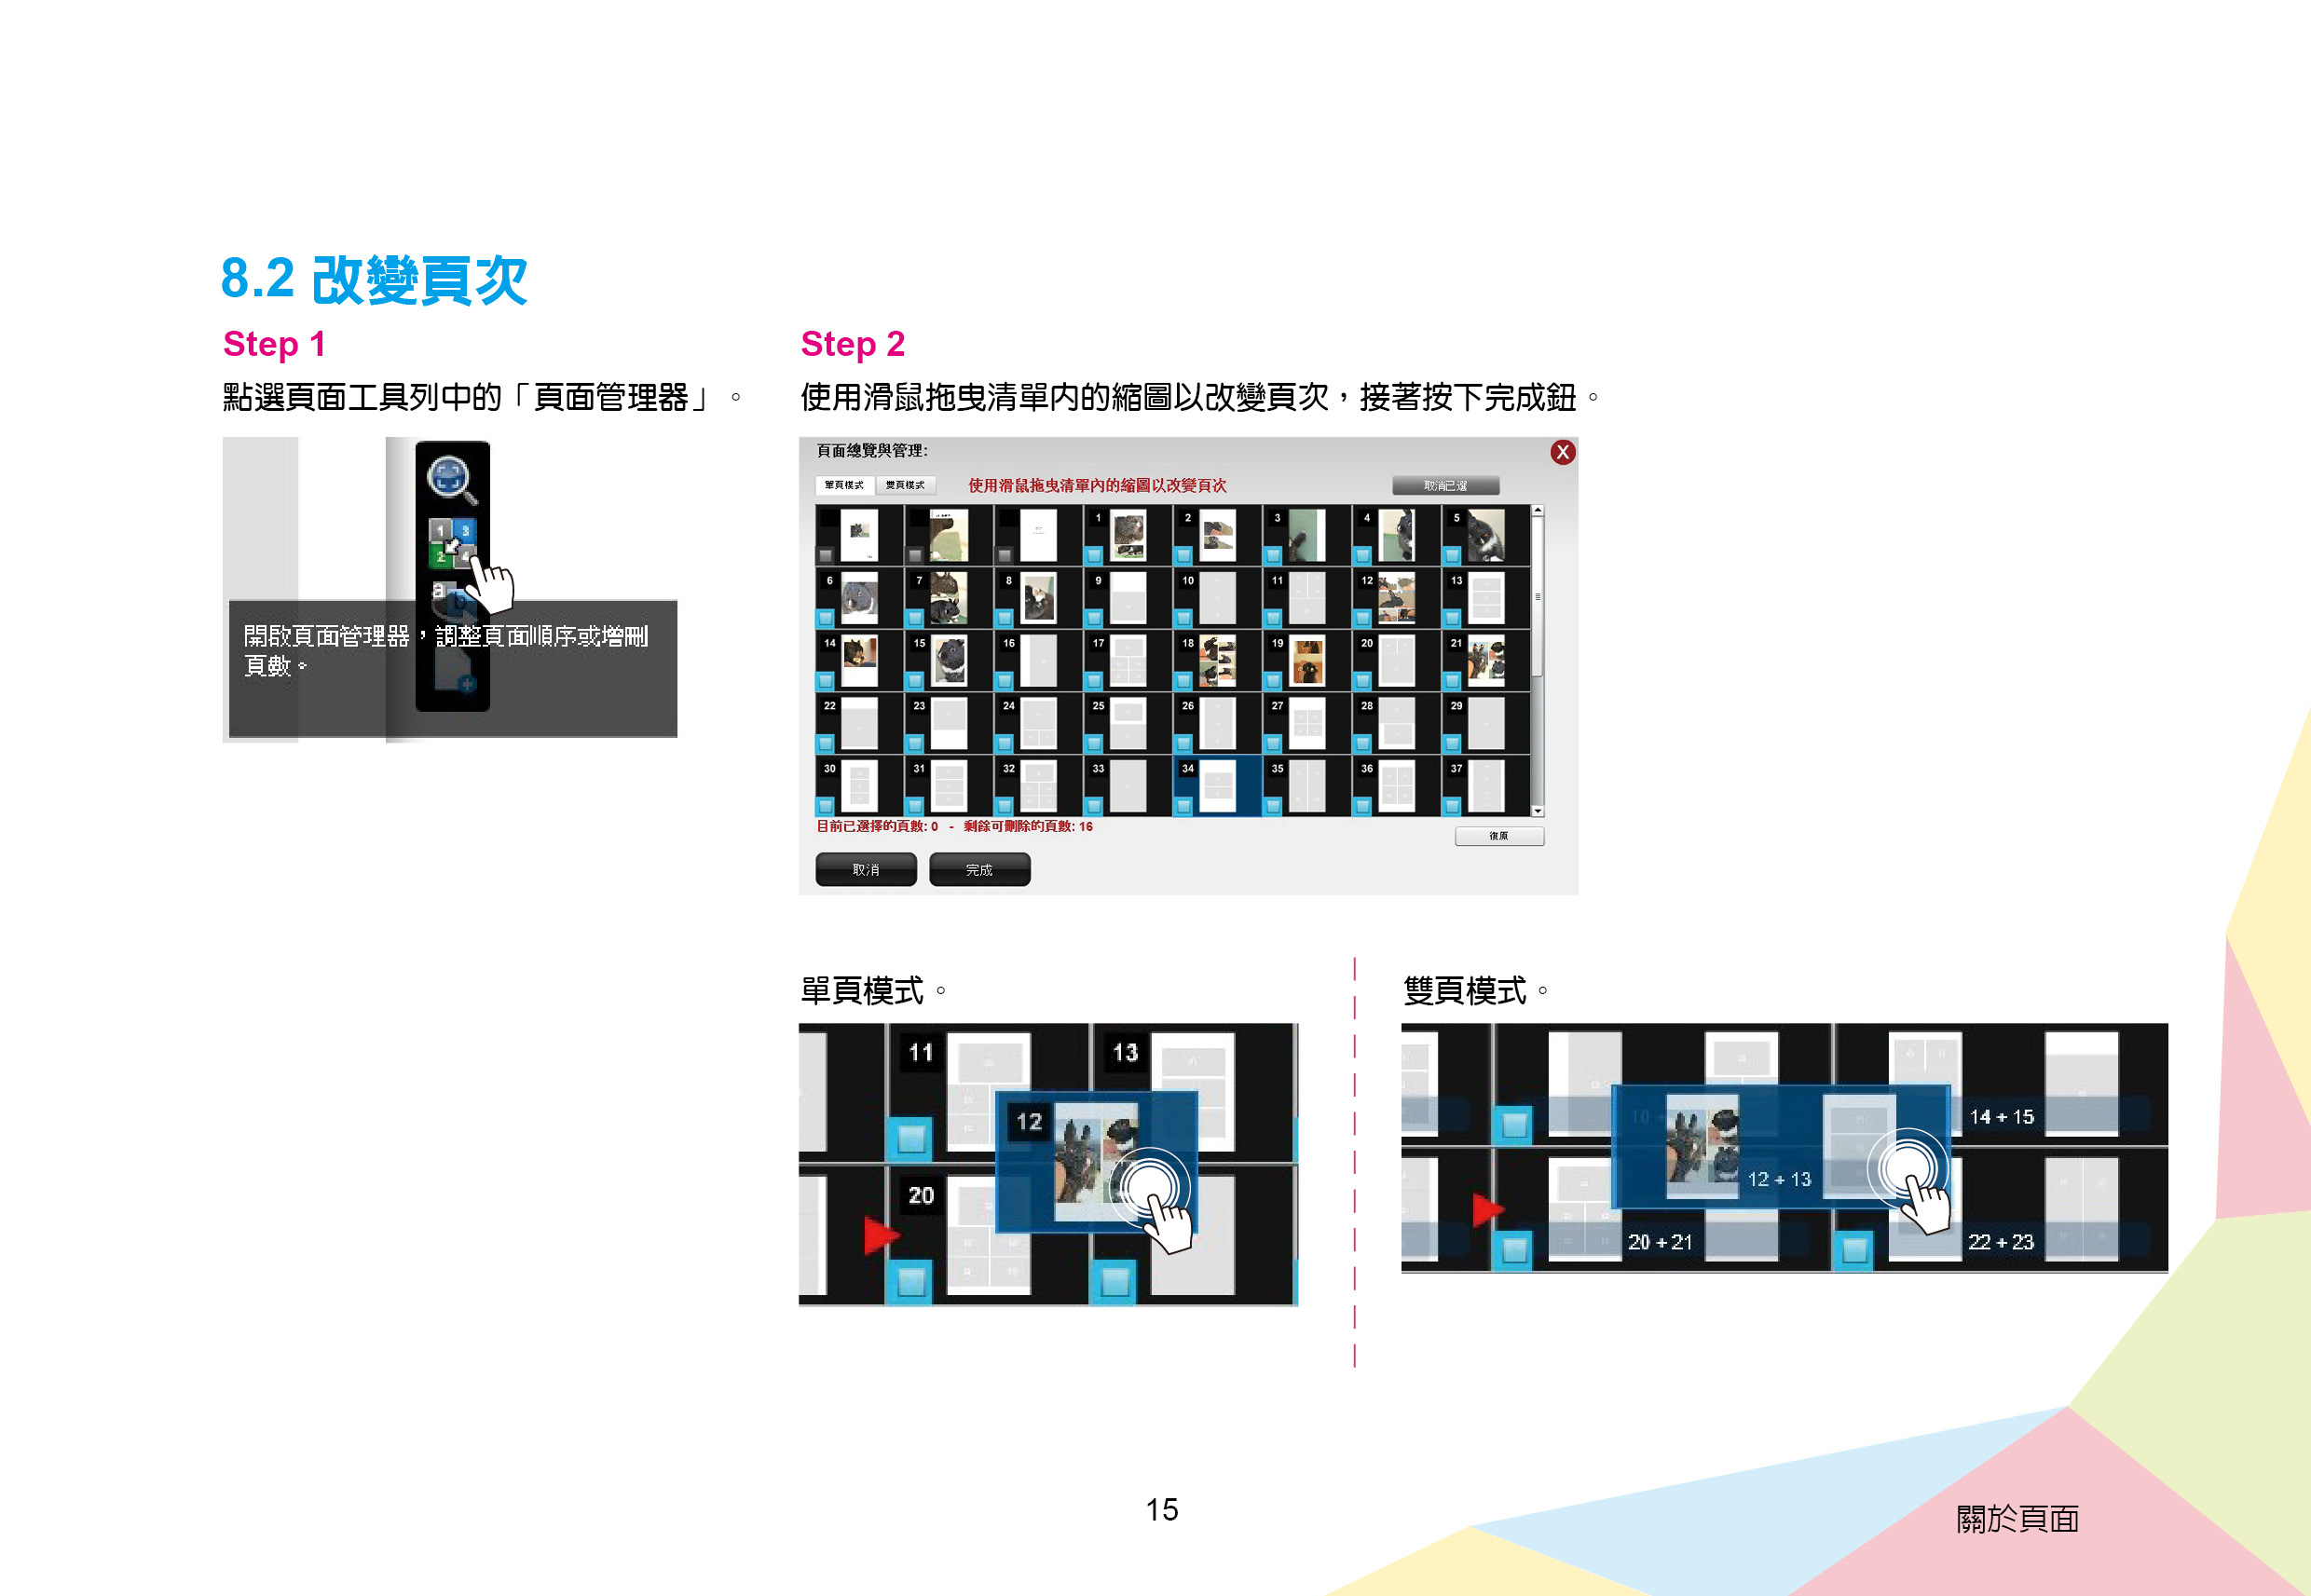 8.2 改變頁次
Step 1
點選頁面工具列中的「頁面管理器」。
1 3
2 4
a
b
開啟頁面管理器，調整頁面順序或增刪
頁數。
Step 2
使用滑鼠拖曳清單內的縮圖以改變頁次，接著按下完成鈕。
頁面總覽與管理:
X
單頁模式 雙頁模式 使用滑鼠拖曳清單內的縮圖以改變頁次 取消已選
1 2 3 4 5
6 7 8 9 10 11 12 13
14 15 16 17 18 19 20 21
22 23 24 25 26 27 28 29
30 31 32 33 34 35 36 37
目前已選擇的頁數: 0 - 剩餘可刪除的頁數: 16
復原
取消 完成
單頁模式。
11 13
12
20
雙頁模式。
10 14 + 15
12 + 13
20 + 21 22 + 23
15
關於頁面